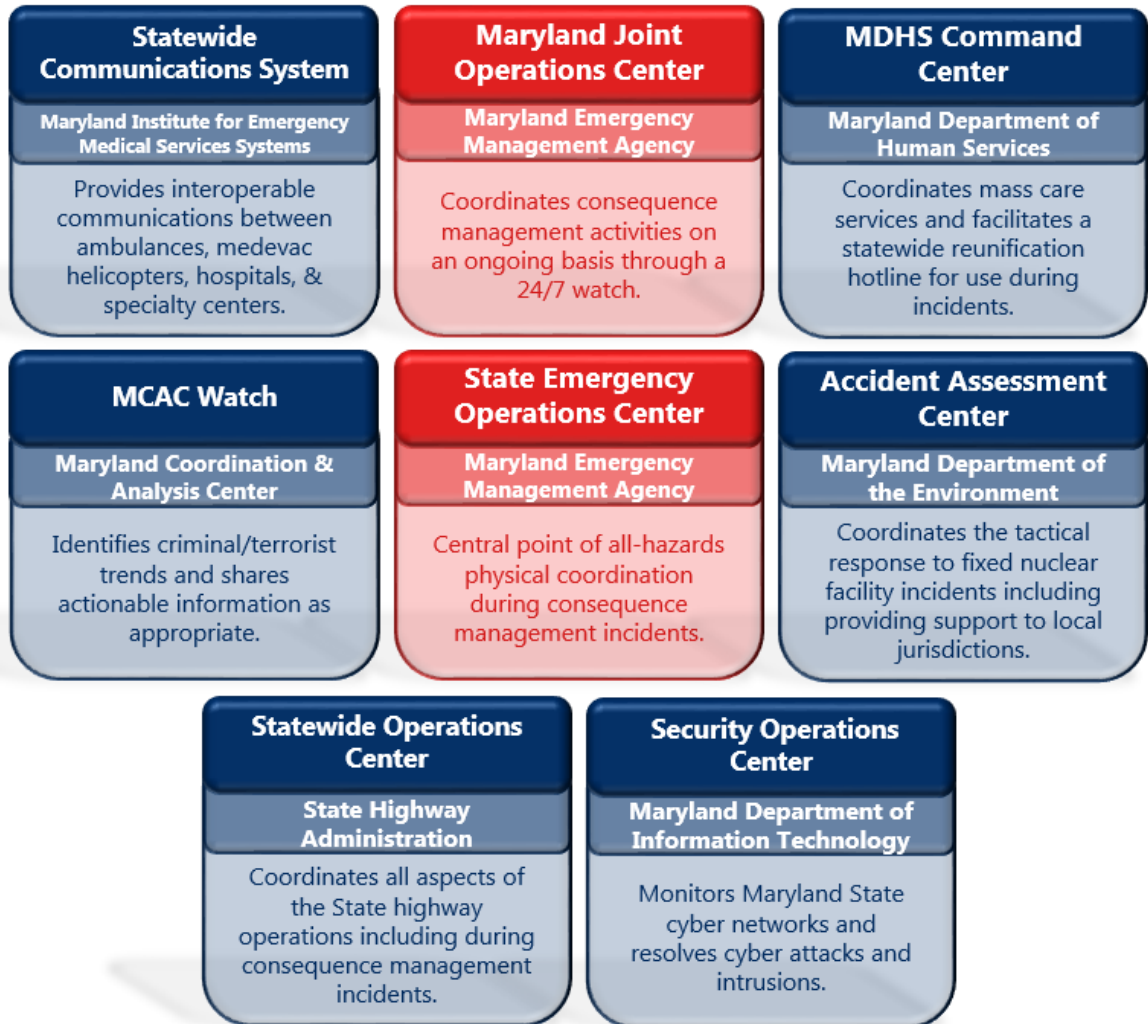 Statewide
Communications System
Maryland Institute for Emergency
Medical Services Systems
Provides interoperable
communications between
ambulances, medevac
helicopters, hospitals, &
specialty centers.
Maryland Joint
Operations Center
Maryland Emergency
Management Agency
Coordinates consequence
management activities on
an ongoing basis through a
24/7 watch.
MDHS Command
Center
Maryland Department of
Human Services
Coordinates mass care
services and facilitates a
statewide reunification
hotline for use during
incidents.
MCAC Watch
Maryland Coordination &
Analysis Center
Identifies criminal/terrorist
trends and shares
actionable information as
appropriate.
State Emergency
Operations Center
Maryland Emergency
Management Agency
Central point of all-hazards
physical coordination
during consequence
management incidents.
Accident Assessment
Center
Maryland Department of
the Environment
Coordinates the tactical
response to fixed nuclear
facility incidents including
providing support to local
jurisdictions.
Statewide Operations
Center
State Highway
Administration
Coordinates all aspects of
the State highway
operations including during
consequence management
incidents.
Security Operations
Center
Maryland Department of
Information Technology
Monitors Maryland State
cyber networks and
resolves cyber attacks and
intrusions.